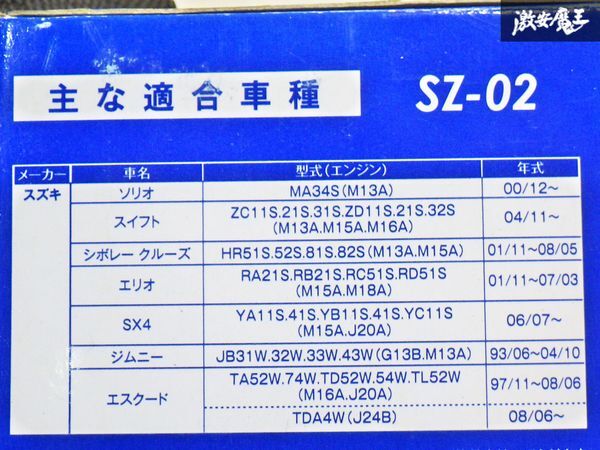 激安魔王
主な適合車種
SZ-02
メーカー 車名 型式(エンジン) 年式
スズキ ソリオ MA34S(M13A) 00/12~
スイフト ZC11S.21S.31S.ZD11S.21S.32S 04/11~
(M13A.M15A.M16A)
シボレー クルーズ HR51S.52S.81S.82S(M13A.M15A) 01/11~08/05
エリオ RA21S.RB21S.RC51S.RD51S 01/11~07/03
(M15A.M18A)
SX4 YA11S.41S.YB11S.41S.YC11S 06/07~
(M15A.J20A)
ジムニー JB31W.32W.33W.43W(G13B.M13A) 93/06~04/10
エスクード TA52W.74W.TD52W.54W.TL52W 97/11~08/06
(M16A.J20A)
TDA4W(J24B) 08/06~